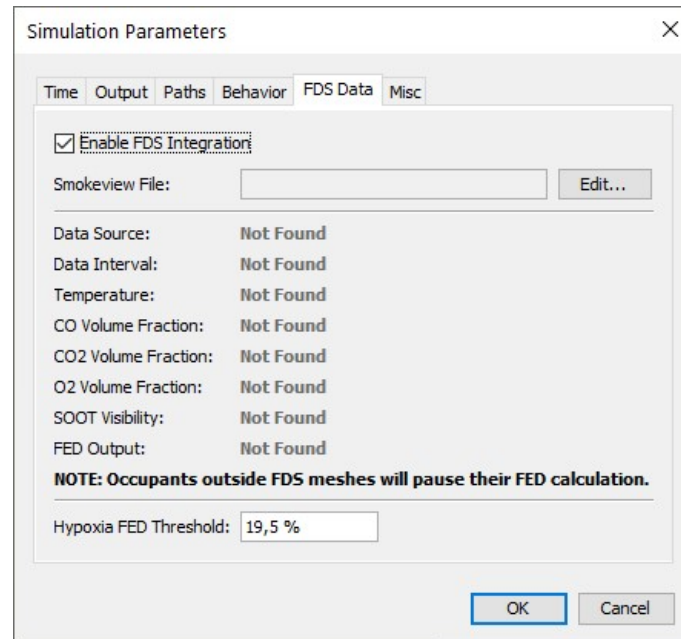 Simulation Parameters
Time Output Paths Behavior FDS Data Misc
Enable FDS Integration
Smokeview File: Edit...
Data Source: Not Found
Data Interval: Not Found
Temperature: Not Found
CO Volume Fraction: Not Found
CO2 Volume Fraction: Not Found
O2 Volume Fraction: Not Found
SOOT Visibility: Not Found
FED Output: Not Found
NOTE: Occupants outside FDS meshes will pause their FED calculation.
Hypoxia FED Threshold: 19,5 %
OK Cancel